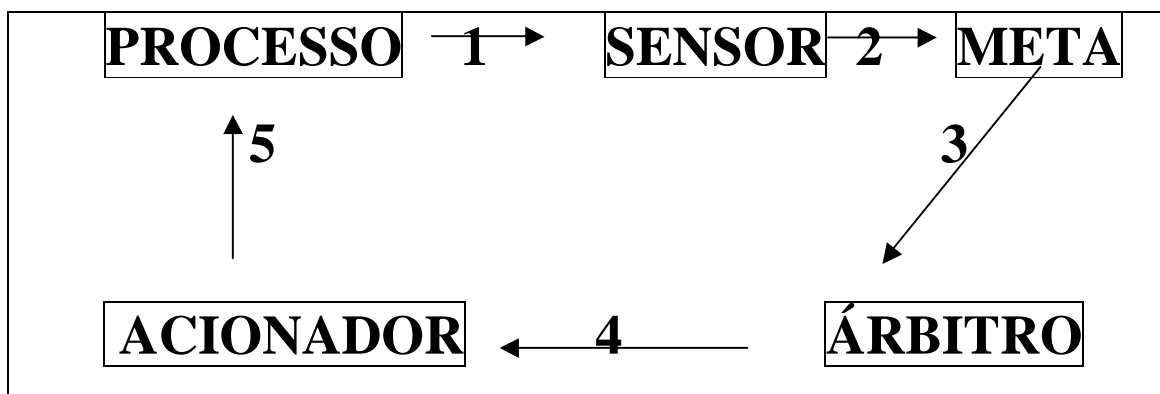 PROCESSO 1 SENSOR 2 META
5 3
ACIONADOR 4 ÁRBITRO